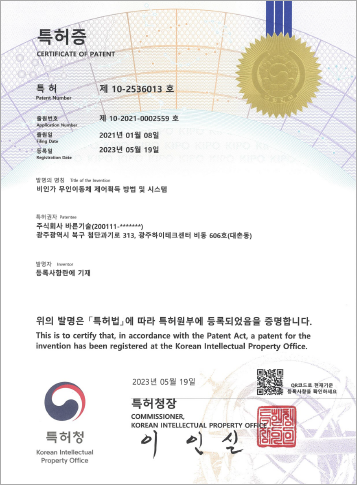 특허증
CERTIFICATE OF PATENT
특 허 제 10-2536013 호
Patent Number
출원번호 제 10-2021-0002559 호
Application Number
출원일 2021년 01월 08일
Filing Date
등록일 2023년 05월 19일
Registration Date
발명의 명칭 Title of the Invention
비인가 무인이동체 제어획득 방법 및 시스템
특허권자 Patentee
주식회사 바른기술(200111-*******)
광주광역시 북구 첨단과기로 313, 광주하이테크센터 비동 606호(대촌동)
발명자 Inventor
등록사항란에 기재
위의 발명은 「특허법」에 따라 특허원부에 등록되었음을 증명합니다.
This is to certify that, in accordance with the Patent Act, a patent for the
invention has been registered at the Korean Intellectual Property Office.
2023년 05월 19일
QR코드로 현재기준
등록사항을 확인하세요
특허청장
COMMISSIONER,
KOREAN INTELLECTUAL PROPERTY OFFICE
이 인 실
특허청
Korean Intellectual
Property Office